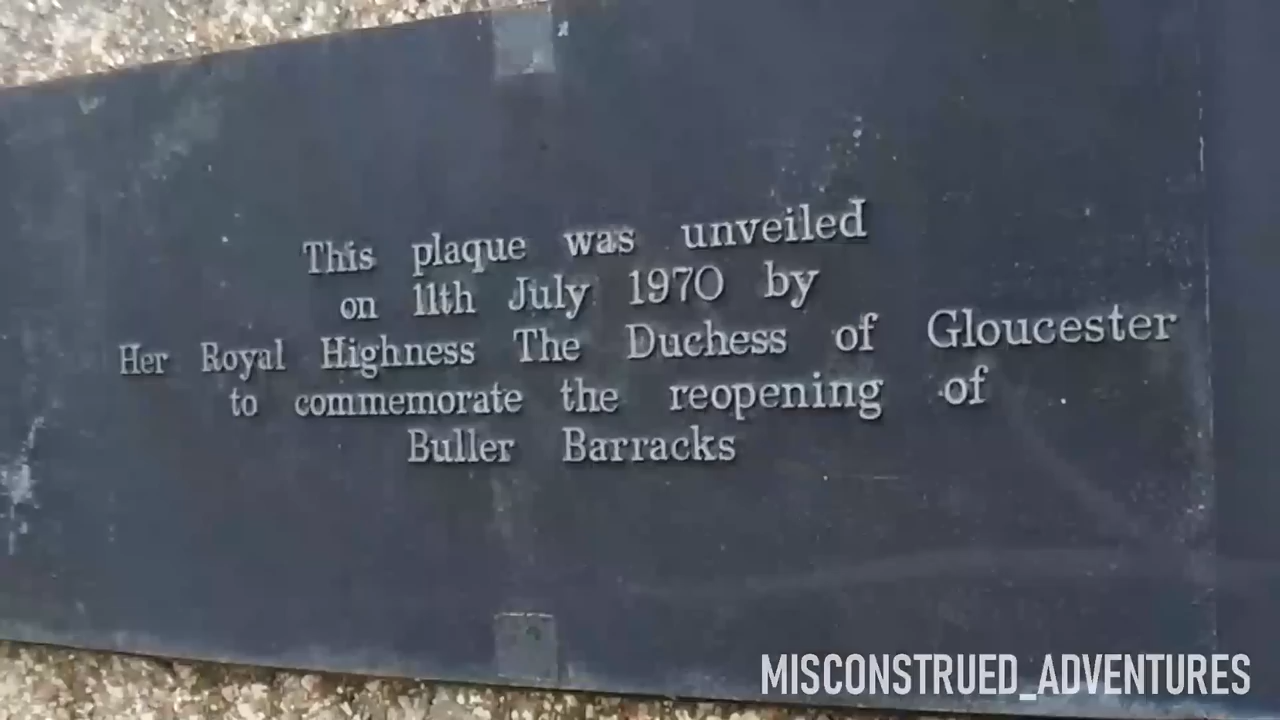 This plaque was unveiled
on 11th July 1970 by
Her Royal Highness The Duchess of Gloucester
to commemorate the reopening of
Buller Barracks
MISCONSTRUED_ADVENTURES